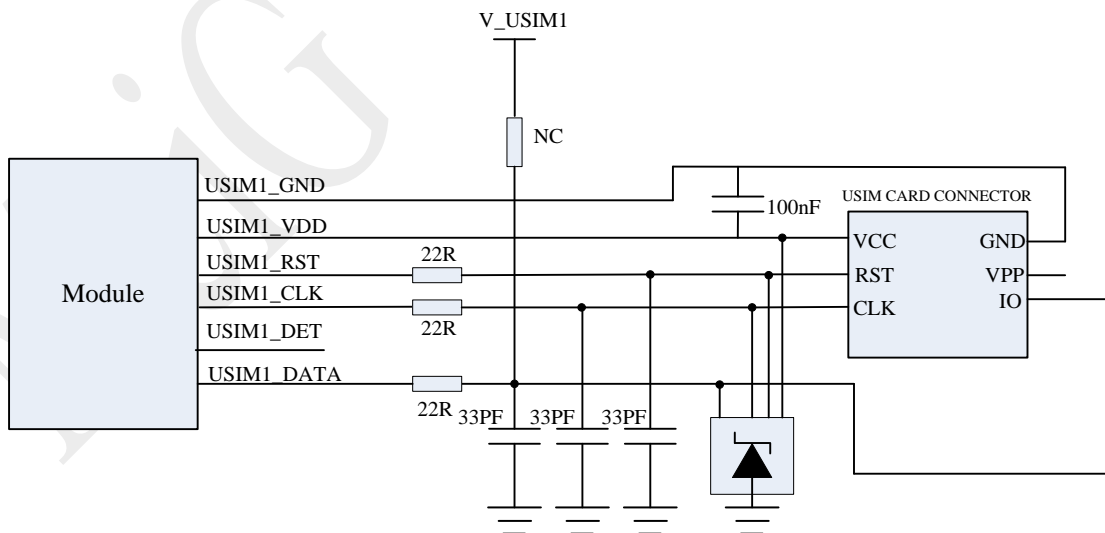 V_USIM1
NC
USIM1_GND
USIM1_VDD
USIM1_RST
USIM1_CLK
USIM1_DET
USIM1_DATA
Module
22R
22R
22R
100nF
USIM CARD CONNECTOR
VCC
GND
RST
VPP
CLK
IO
33PF
33PF
33PF